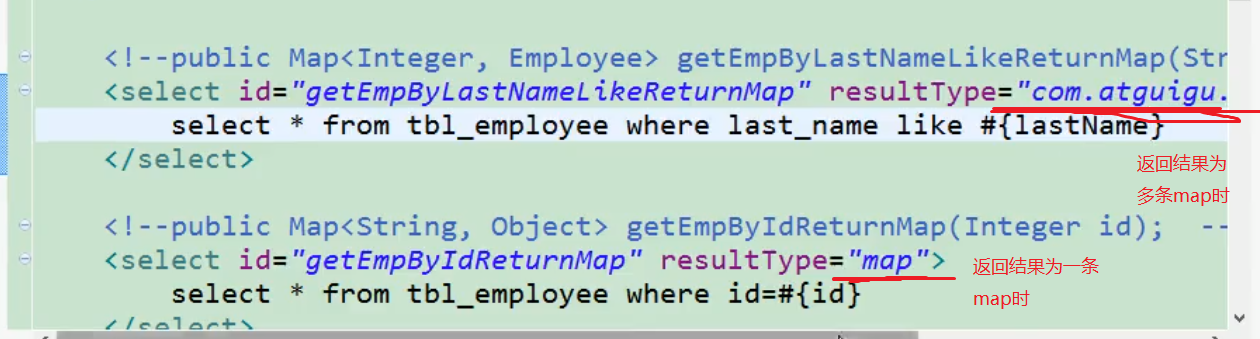 <!--public Map<Integer, Employee> getEmpByLastNameLikeReturnMap(Str
<select id="getEmpByLastNameLikeReturnMap" resultType="com.atguigu.
select * from tbl_employee where last_name like #{lastName}
</select>
返回结果为
多条map时
<!--public Map<String, Object> getEmpByIdReturnMap(Integer id); --
<select id="getEmpByIdReturnMap" resultType="map">
返回结果为一条
map时
select * from tbl_employee where id=#{id}
</select>